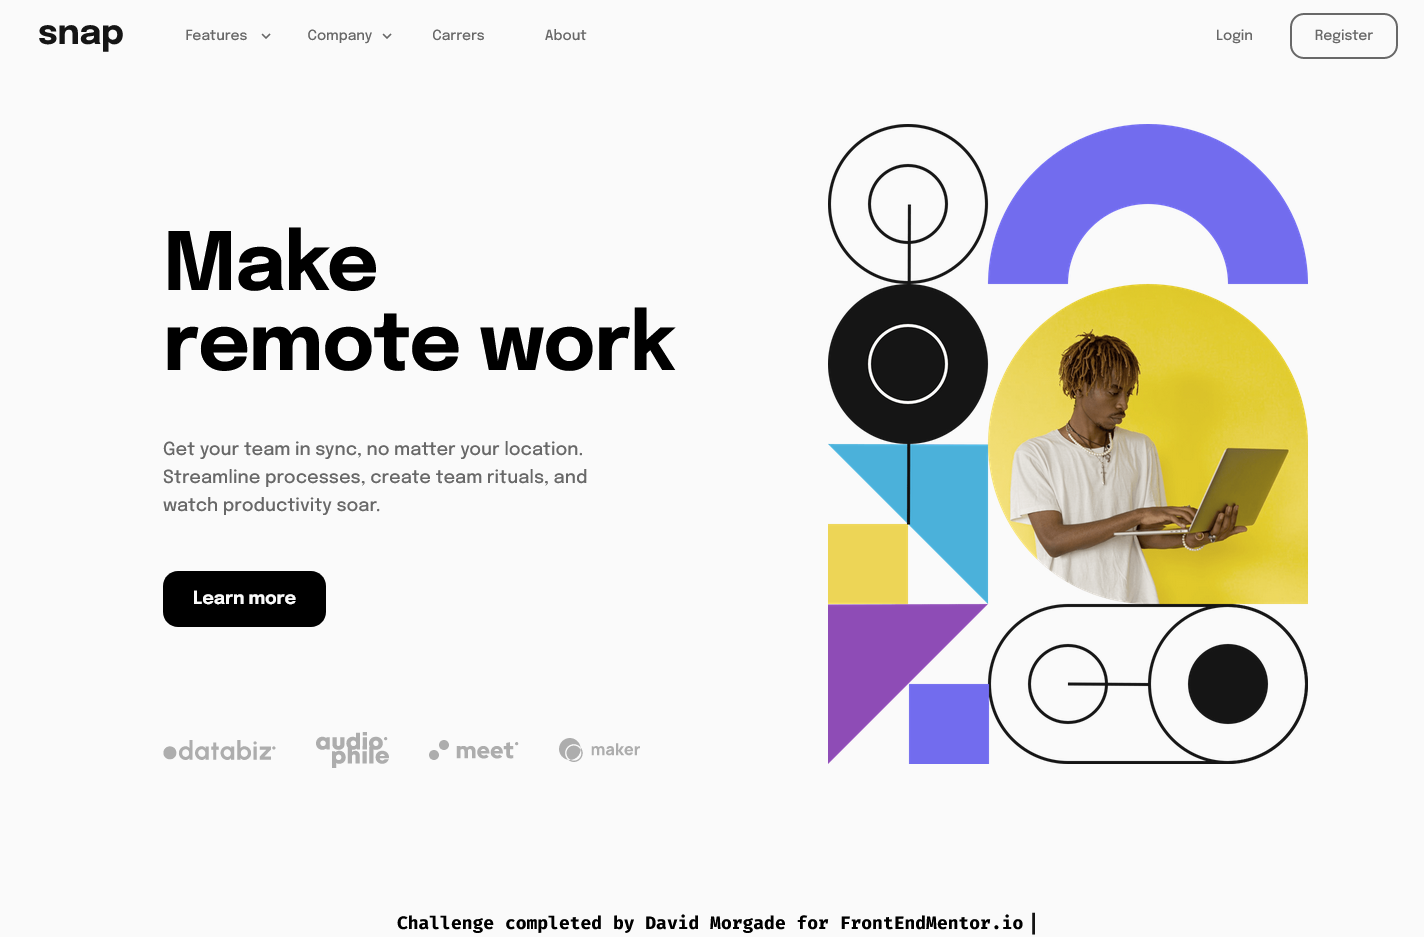 snap
Features
Company
Carrers
About
Login
Register
Make
remote work
Get your team in sync, no matter your location.
Streamline processes, create team rituals, and
watch productivity soar.
Learn more
databiz
audio
phile
meet
maker
Challenge completed by David Morgade for FrontEndMentor.io